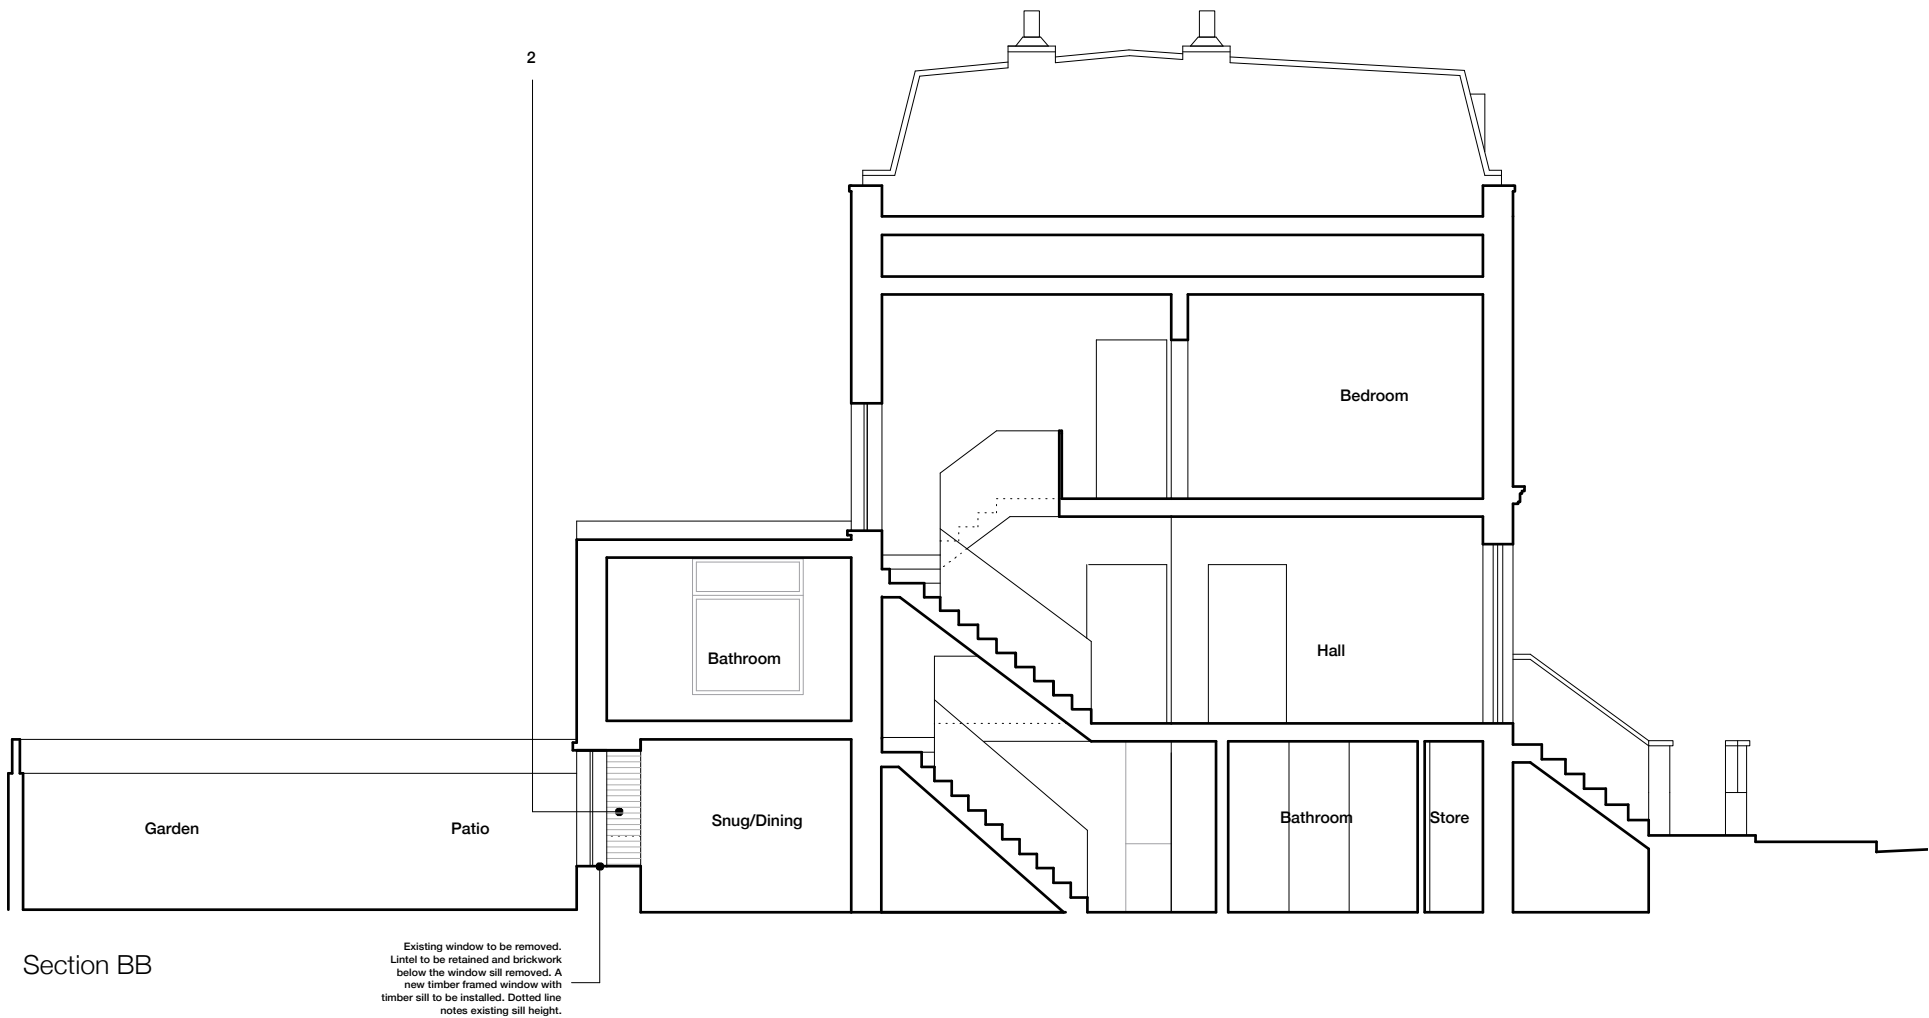 2
Bedroom
Hall
Bathroom
Snug/Dining
Bathroom
Store
Garden
Patio
Section BB
Existing window to be removed.
Lintel to be retained and brickwork
below the window sill removed. A
new timber framed window with
timber sill to be installed. Dotted line
notes existing sill height.